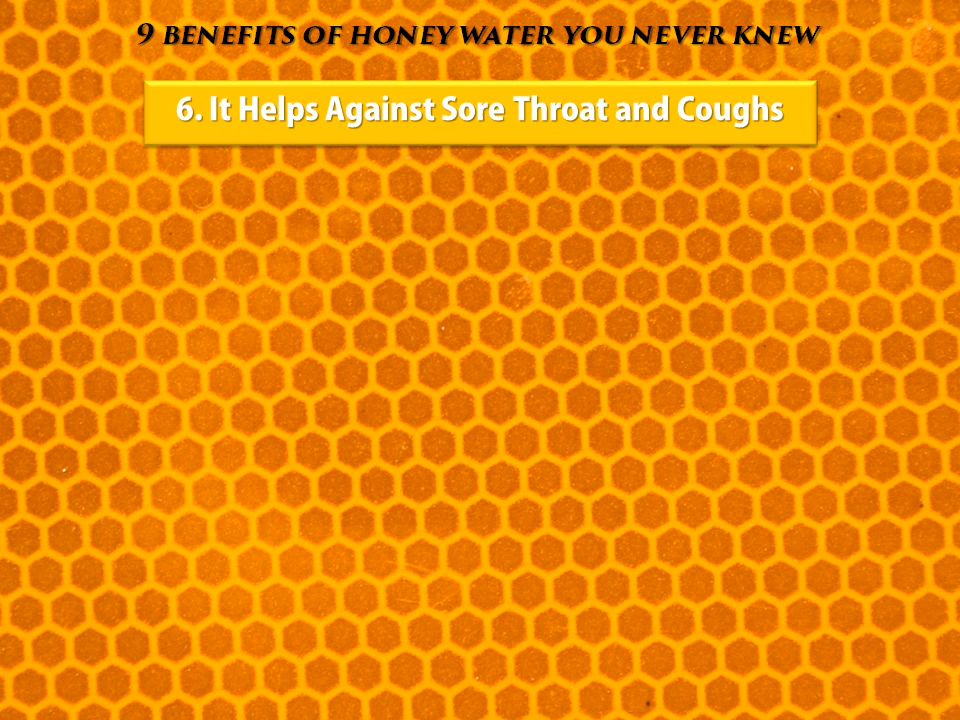 9 BENEFITS OF HONEY WATER YOU NEVER KNEW
6. It Helps Against Sore Throat and Coughs